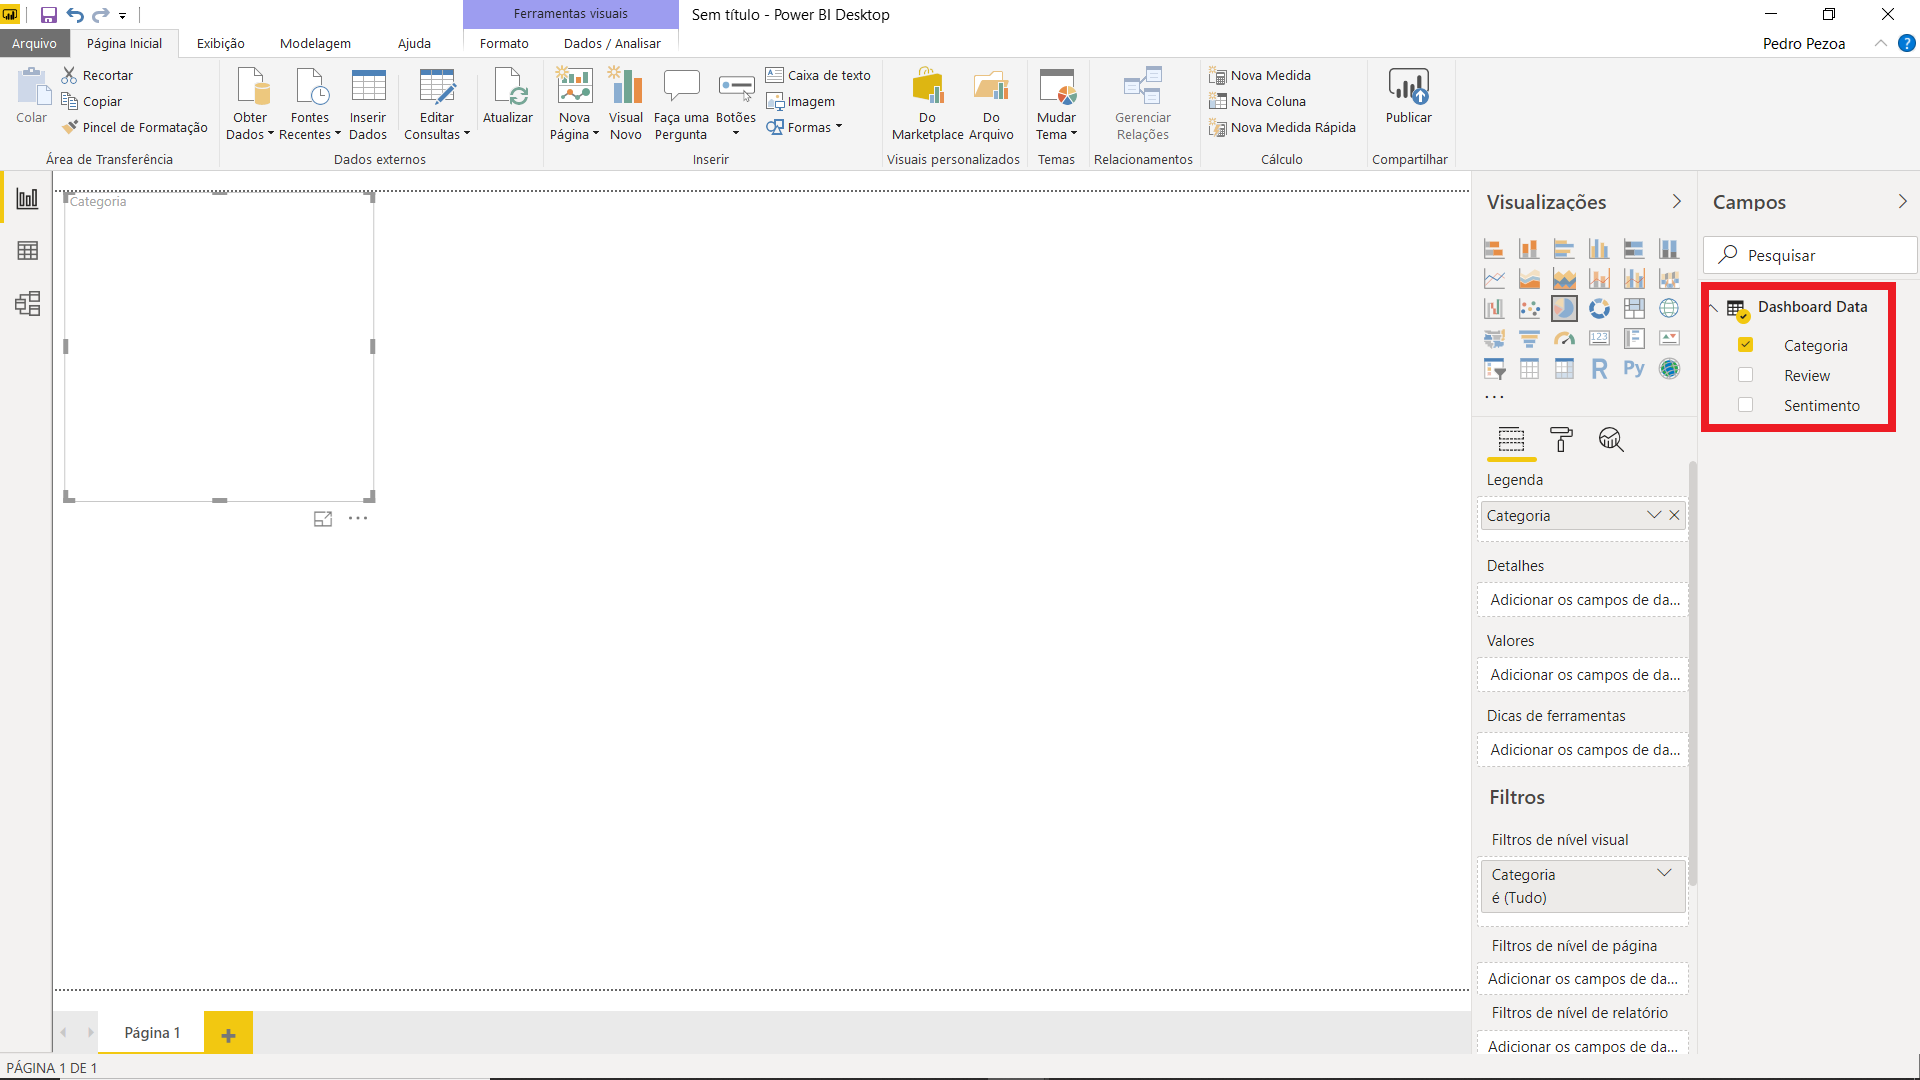 Ferramentas visuais
Sem título - Power BI Desktop
Arquivo
Página Inicial
Exibição
Modelagem
Ajuda
Formato
Dados / Analisar
Pedro Pezoa
?
Colar
Recortar
Copiar
Pincel de Formatação
Área de Transferência
Obter Dados
Fontes Recentes
Inserir Dados
Editar Consultas
Atualizar
Dados externos
Nova Página
Visual Novo
Faça uma Pergunta
Botões
Caixa de texto
Imagem
Formas
Inserir
Do Marketplace
Do Arquivo
Visuais personalizados
Mudar Tema
Temas
Gerenciar Relações
Relacionamentos
Nova Medida
Nova Coluna
Nova Medida Rápida
Cálculo
Publicar
Compartilhar
Categoria
Visualizações
123
R
Py
...
Legenda
Categoria
Detalhes
Adicionar os campos de da...
Valores
Adicionar os campos de da...
Dicas de ferramentas
Adicionar os campos de da...
Filtros
Filtros de nível visual
Categoria
é (Tudo)
Filtros de nível de página
Adicionar os campos de da...
Filtros de nível de relatório
Adicionar os campos de da...
Campos
Pesquisar
Dashboard Data
Categoria
Review
Sentimento
Página 1
PÁGINA 1 DE 1